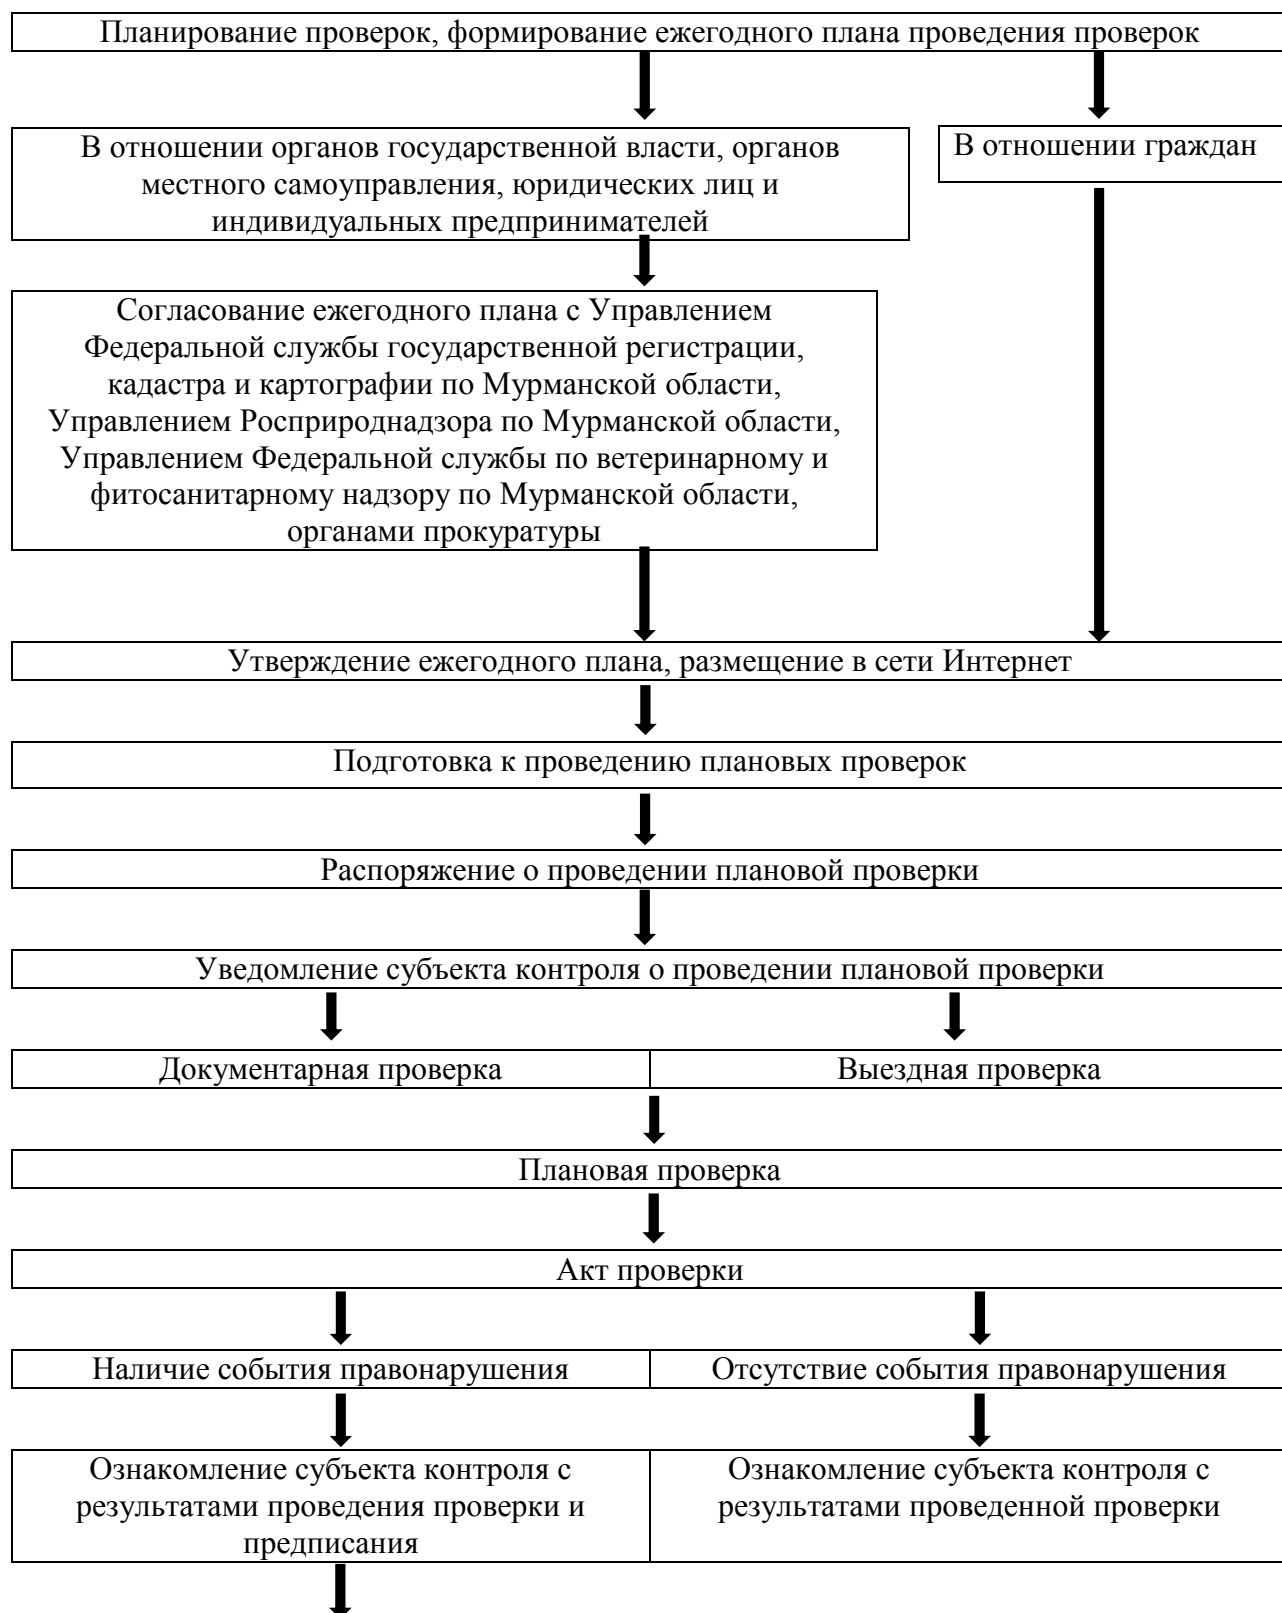 Планирование проверок, формирование ежегодного плана проведения проверок
В отношении органов государственной власти, органов
местного самоуправления, юридических лиц и
индивидуальных предпринимателей
В отношении граждан
Согласование ежегодного плана с Управлением
Федеральной службы государственной регистрации,
кадастра и картографии по Мурманской области,
Управлением Росприроднадзора по Мурманской области,
Управлением Федеральной службы по ветеринарному и
фитосанитарному надзору по Мурманской области,
органами прокуратуры
Утверждение ежегодного плана, размещение в сети Интернет
Подготовка к проведению плановых проверок
Распоряжение о проведении плановой проверки
Уведомление субъекта контроля о проведении плановой проверки
Документарная проверка
Выездная проверка
Плановая проверка
Акт проверки
Наличие события правонарушения
Отсутствие события правонарушения
Ознакомление субъекта контроля с
результатами проведения проверки и
предписания
Ознакомление субъекта контроля с
результатами проведенной проверки